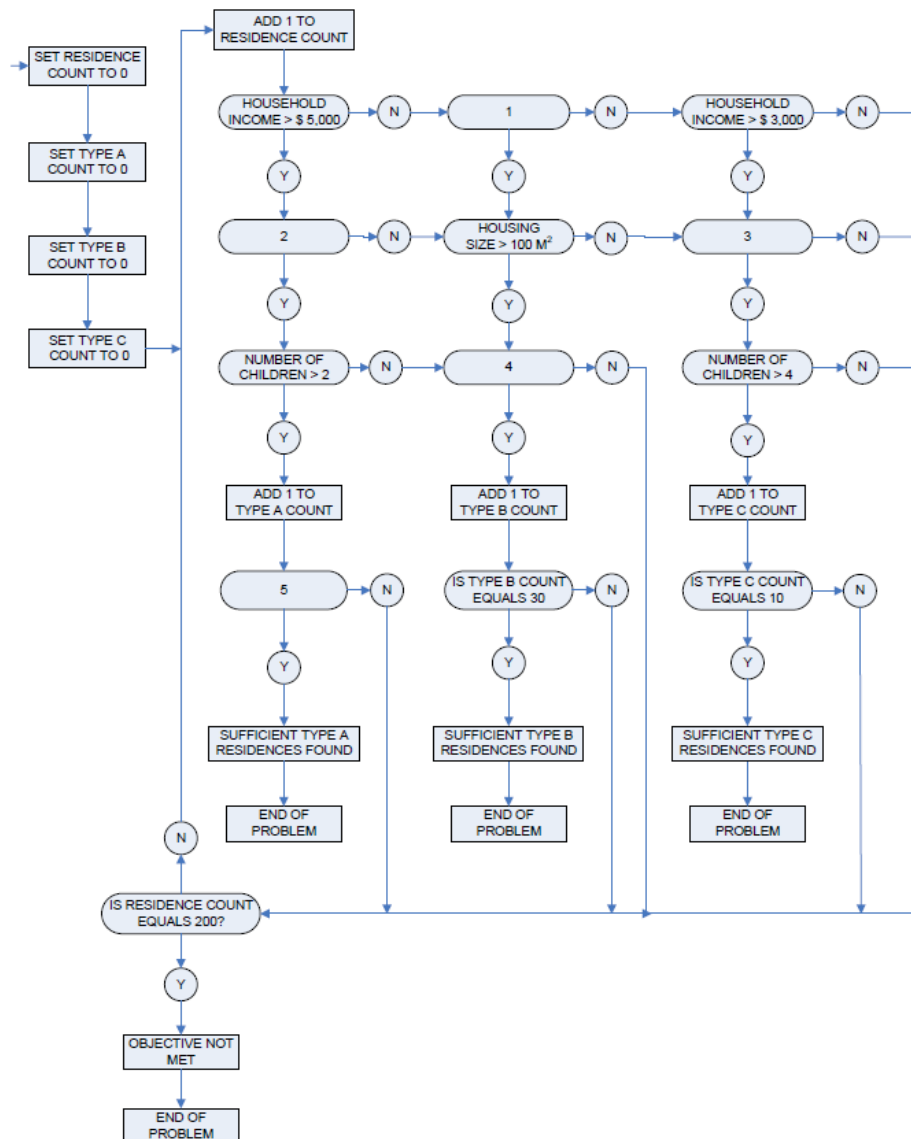 ADD 1 TO
RESIDENCE COUNT
SET RESIDENCE
COUNT TO 0
SET TYPE A
COUNT TO 0
SET TYPE B
COUNT TO 0
SET TYPE C
COUNT TO 0
HOUSEHOLD
INCOME > $ 5,000
N
1
N
HOUSEHOLD
INCOME > $ 3,000
N
Y
Y
Y
2
N
HOUSING
SIZE > 100 M²
N
3
N
Y
Y
Y
NUMBER OF
CHILDREN > 2
N
4
N
NUMBER OF
CHILDREN > 4
N
Y
Y
Y
ADD 1 TO
TYPE A COUNT
ADD 1 TO
TYPE B COUNT
ADD 1 TO
TYPE C COUNT
5
N
IS TYPE B COUNT
EQUALS 30
N
IS TYPE C COUNT
EQUALS 10
N
Y
Y
Y
SUFFICIENT TYPE A
RESIDENCES FOUND
SUFFICIENT TYPE B
RESIDENCES FOUND
SUFFICIENT TYPE C
RESIDENCES FOUND
END OF
PROBLEM
END OF
PROBLEM
END OF
PROBLEM
N
IS RESIDENCE COUNT
EQUALS 200?
Y
OBJECTIVE NOT
MET
END OF
PROBLEM